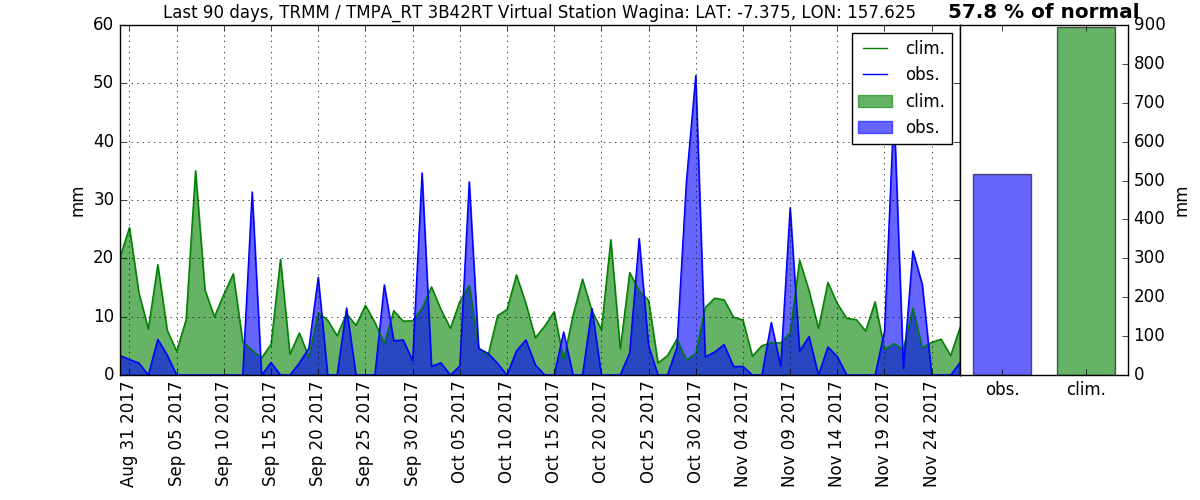 Last 90 days, TRMM / TMPA_RT 3B42RT Virtual Station Wagina: LAT: -7.375, LON: 157.625
57.8 % of normal
60
50
40
30
20
10
0
mm
clim.
obs.
clim.
obs.
900
800
700
600
500
400
300
200
100
0
mm
Aug 31 2017
Sep 05 2017
Sep 10 2017
Sep 15 2017
Sep 20 2017
Sep 25 2017
Sep 30 2017
Oct 05 2017
Oct 10 2017
Oct 15 2017
Oct 20 2017
Oct 25 2017
Oct 30 2017
Nov 04 2017
Nov 09 2017
Nov 14 2017
Nov 19 2017
Nov 24 2017
obs.
clim.